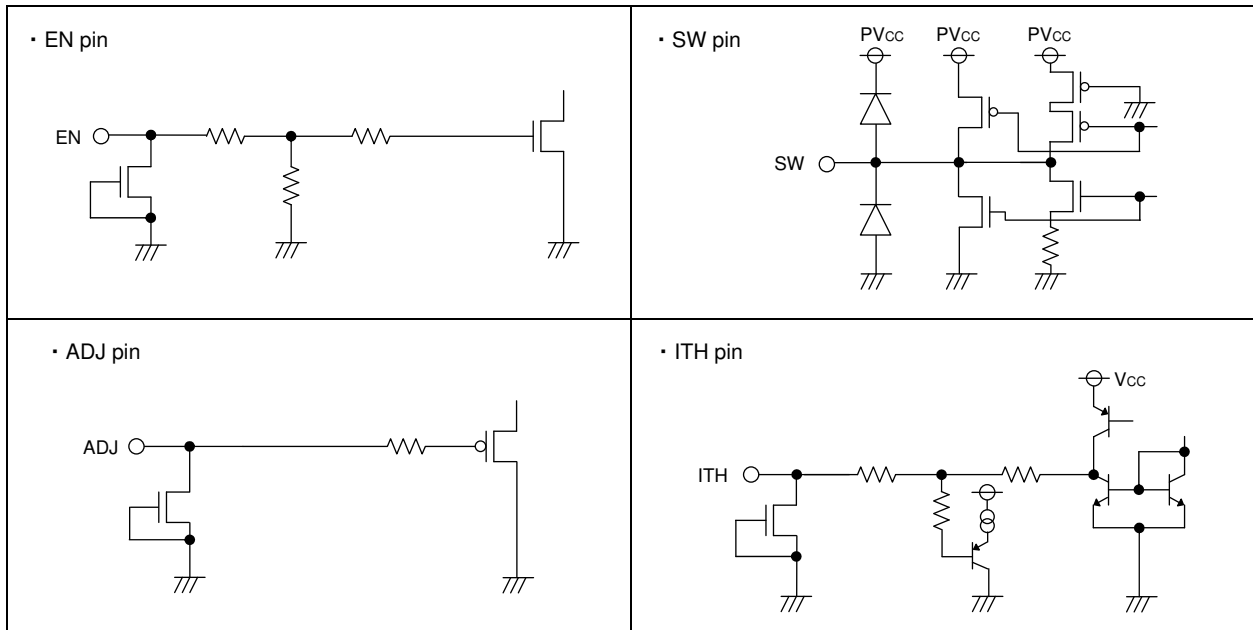 ・EN pin
EN
・SW pin
PVCC PVCC PVCC
SW
・ADJ pin
ADJ
・ITH pin
VCC
ITH